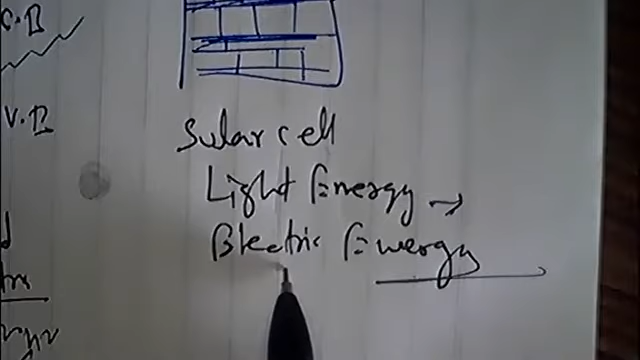 C.B
V.B
Solar cell
Light Energy →
Electric Energy